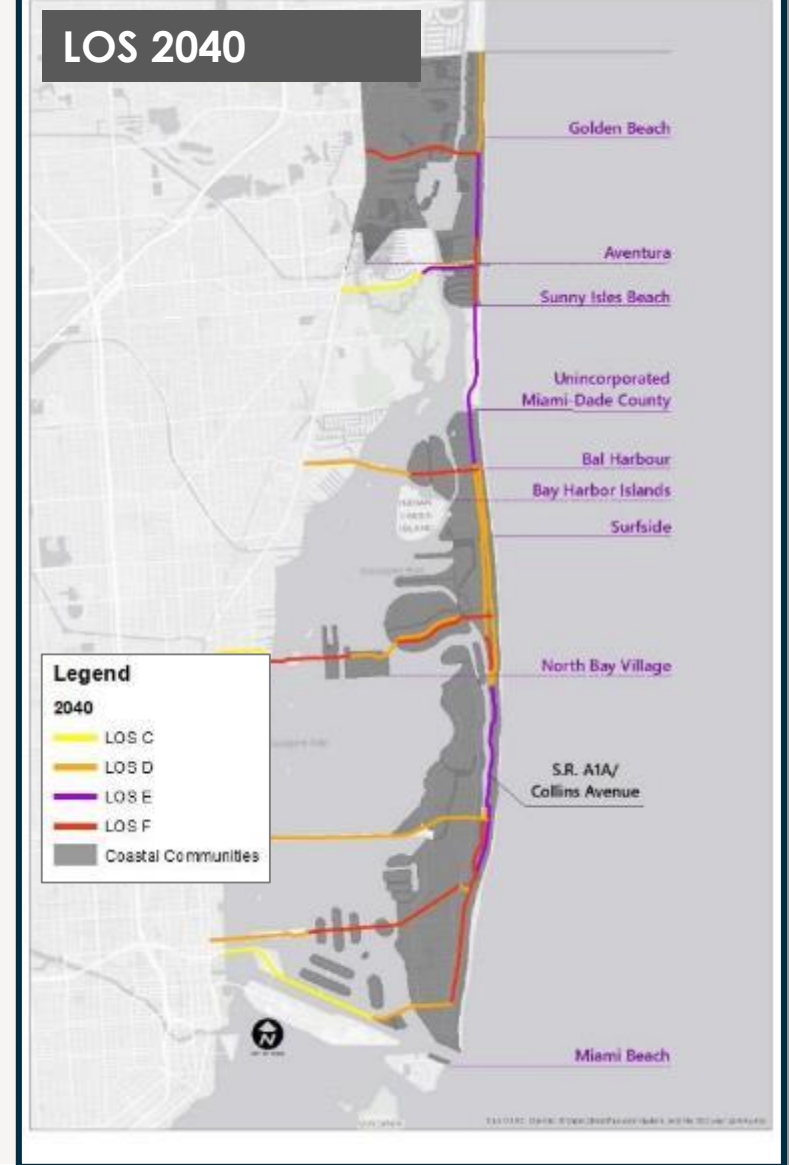 LOS 2040
Golden Beach
Aventura
Sunny Isles Beach
Unincorporated
Miami-Dade County
Bal Harbour
Bay Harbor Islands
Surfside
North Bay Village
Legend
2040
LOS C
LOS D
LOS E
LOS F
Coastal Communities
S.R. A1A/
Collins Avenue
N
Miami Beach